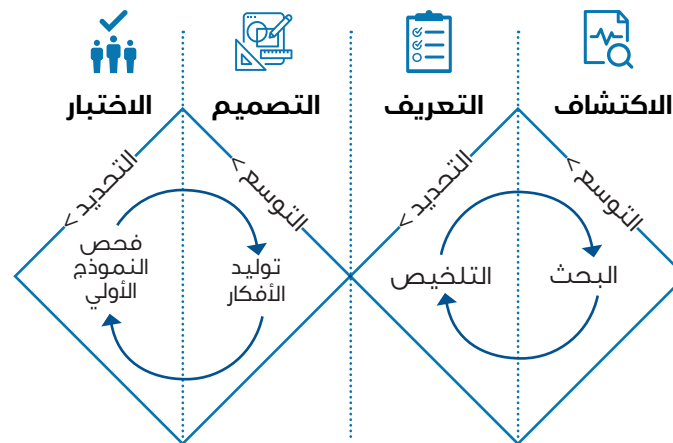 الاكتشاف
التعريف
التصميم
الاختبار
التوسع >
التحديد >
التوسع >
التحديد >
البحث
التلخيص
توليد
الأفكار
فحص
النموذج
الأولي